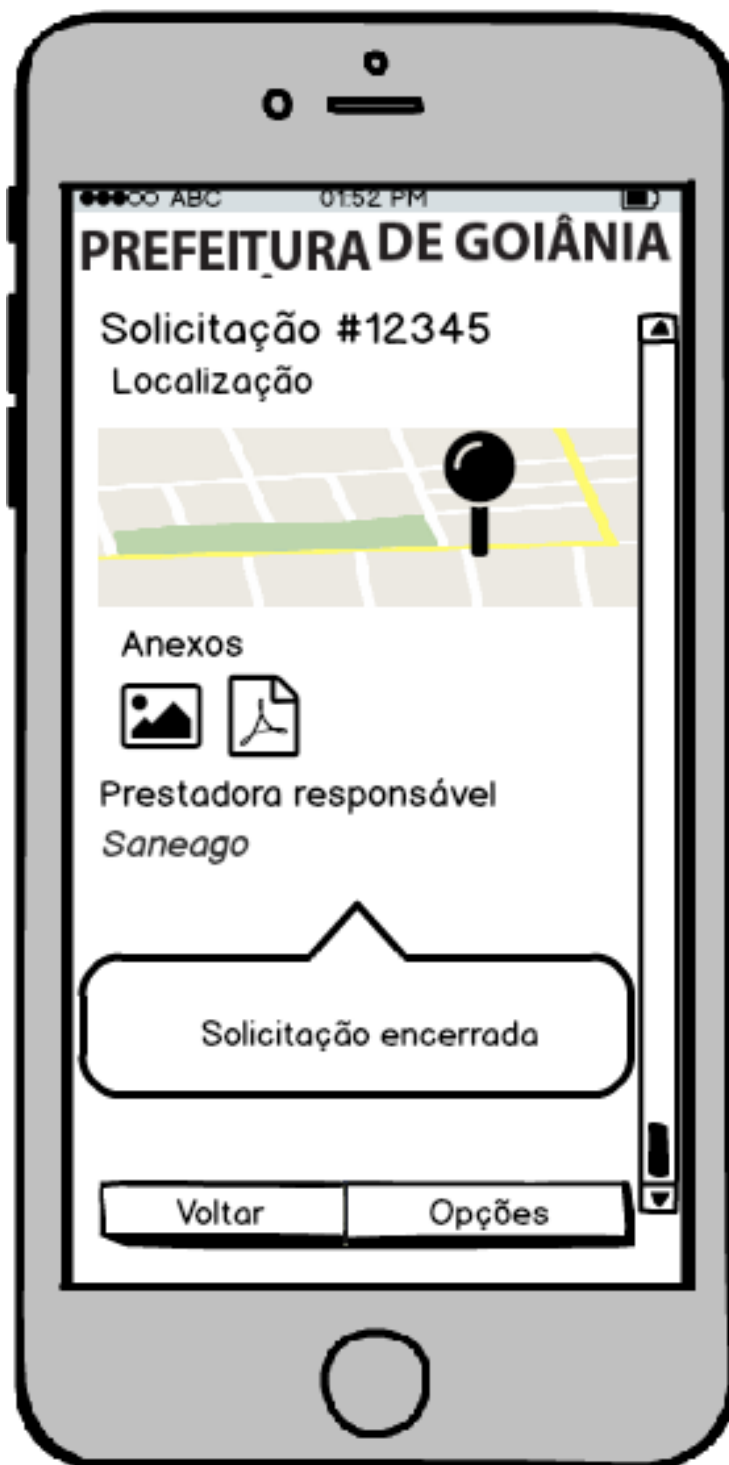 ABC 01:52 PM
PREFEITURA DE GOIÂNIA
Solicitação #12345
Localização
Anexos
Prestadora responsável
Saneago
Solicitação encerrada
Voltar Opções